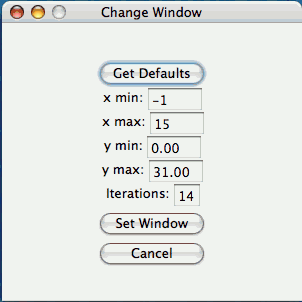 Change Window
Get Defaults
x min: -1
x max: 15
y min: 0.00
y max: 31.00
Iterations: 14
Set Window
Cancel